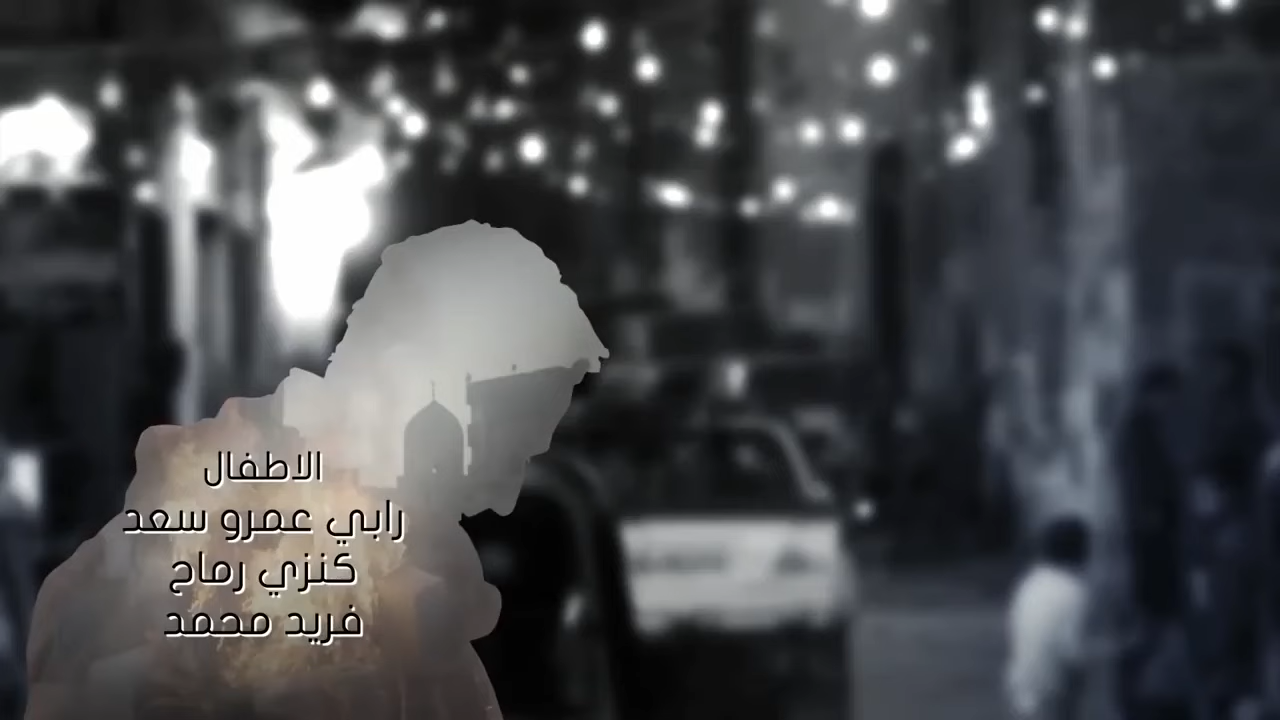 الاطفال
رابي عمرو سعد
كنزي رماح
فريد محمد